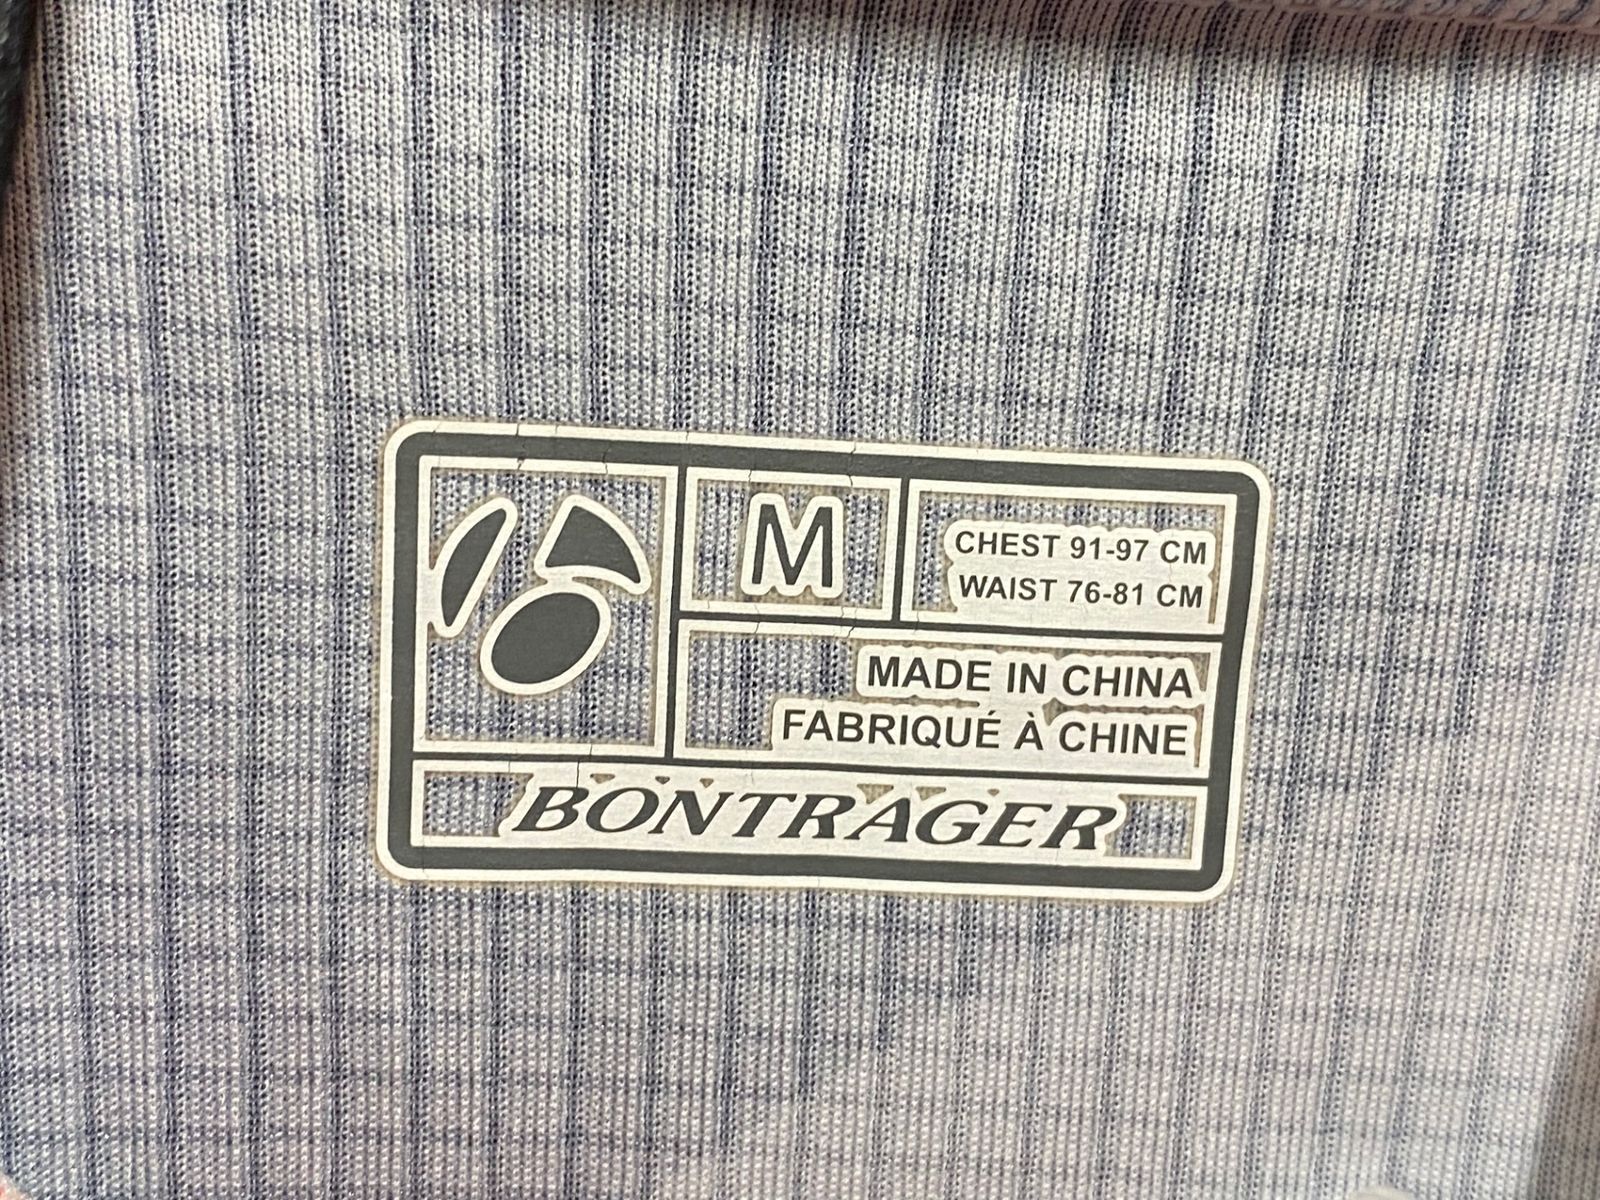 M
CHEST 91-97 CM
WAIST 76-81 CM
MADE IN CHINA
FABRIQUÉ À CHINE
BONTRAGER